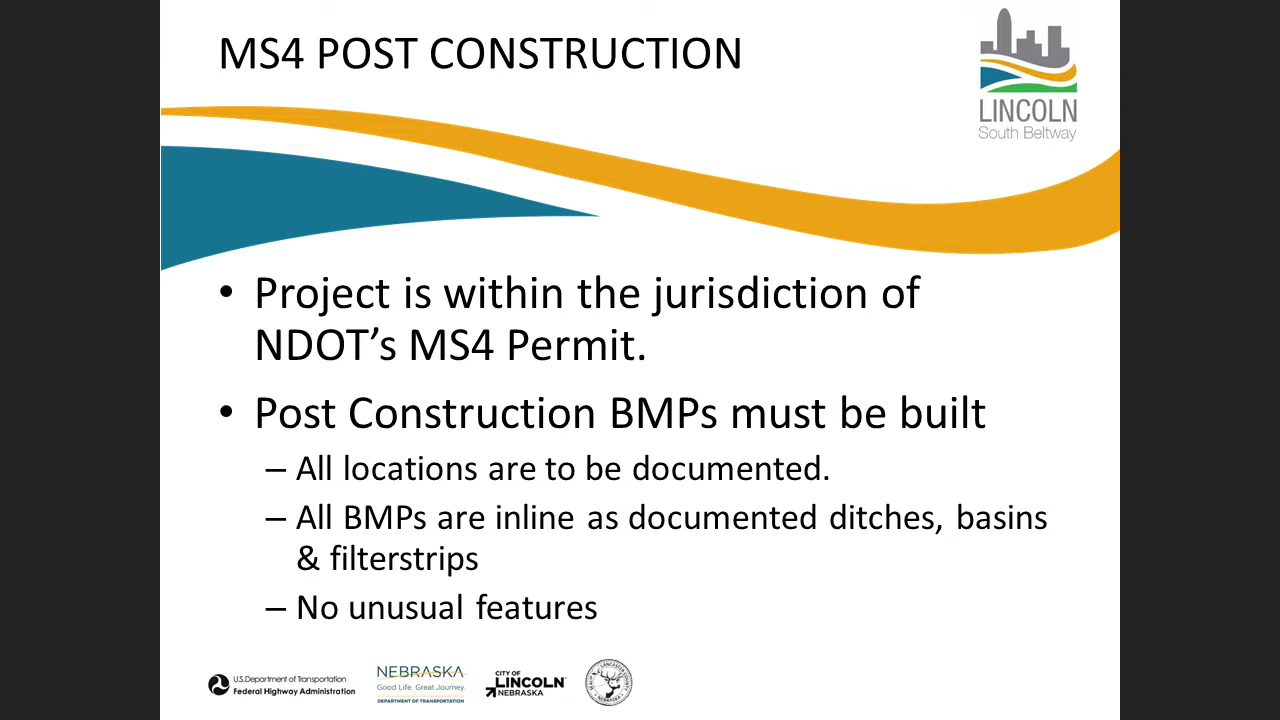 MS4 POST CONSTRUCTION
LINCOLN
South Beltway
• Project is within the jurisdiction of
NDOT’s MS4 Permit.
• Post Construction BMPs must be built
– All locations are to be documented.
– All BMPs are inline as documented ditches, basins
& filterstrips
– No unusual features
U.S.Department of Transportation
Federal Highway Administration
NEBRASKA
Good Life. Great Journey.
DEPARTMENT OF TRANSPORTATION
CITY OF
LINCOLN
NEBRASKA